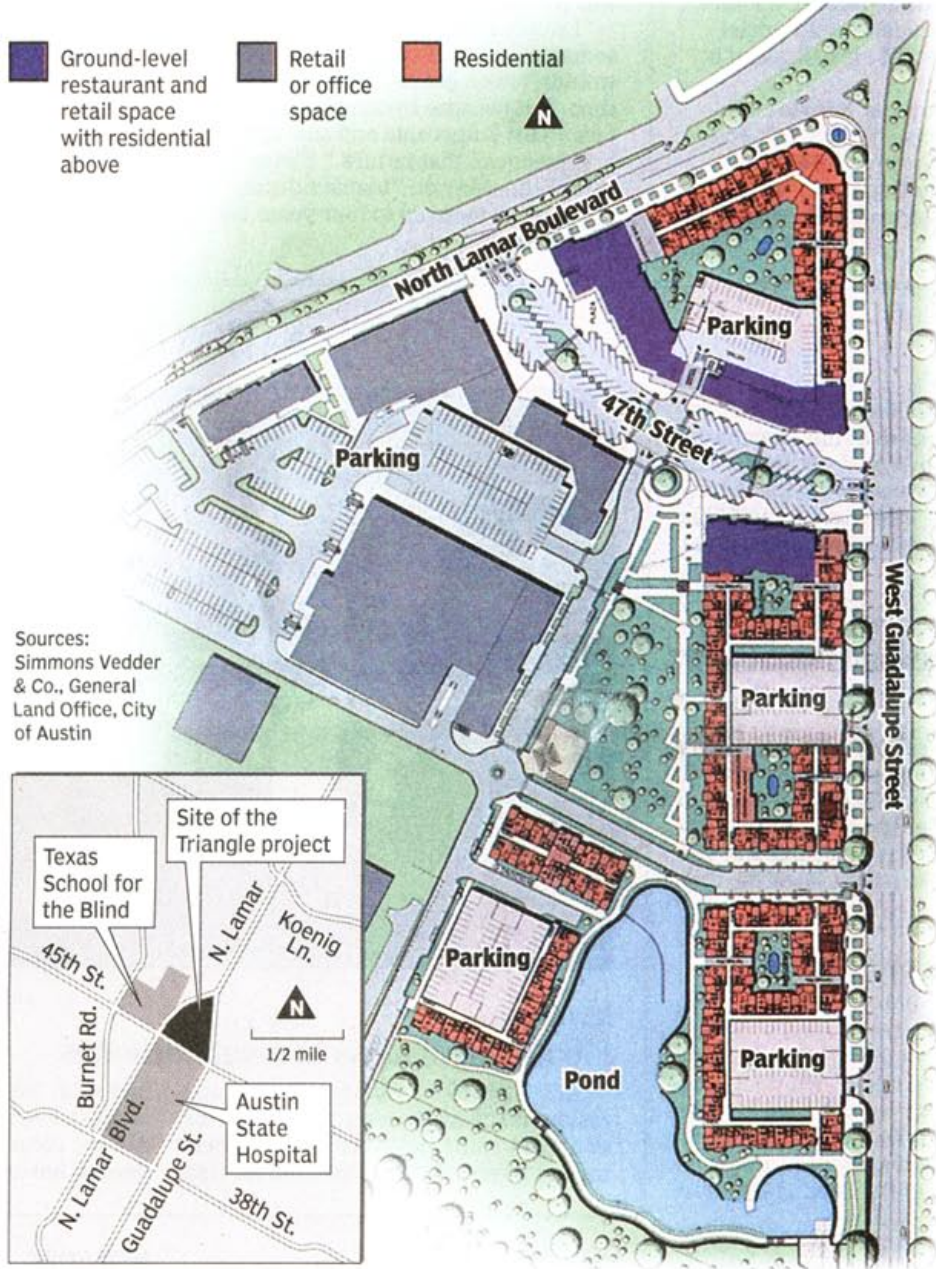 Ground-level
restaurant and
retail space
with residential
above
Retail
or office
space
Residential
N
North Lamar Boulevard
Parking
47th Street
Parking
West Guadalupe Street
Parking
Sources:
Simmons Vedder
& Co., General
Land Office, City
of Austin
Parking
Parking
Pond
Site of the
Triangle project
Texas
School for
the Blind
N. Lamar
Koenig
Ln.
45th St.
Burnet Rd.
N
1/2 mile
N. Lamar Blvd.
Guadalupe St.
Austin
State
Hospital
38th St.